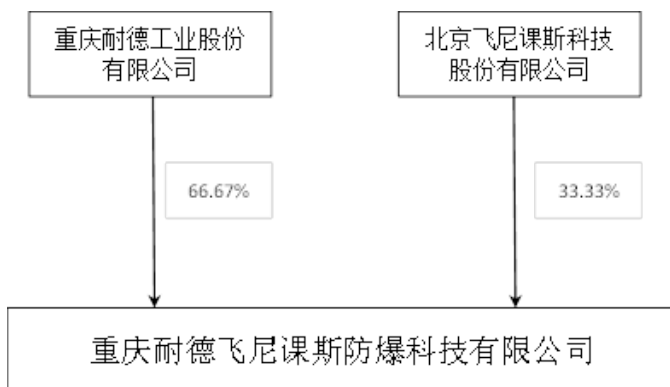 重庆耐德工业股份
有限公司
北京飞尼课斯科技
股份有限公司
66.67%
33.33%
重庆耐德飞尼课斯防爆科技有限公司